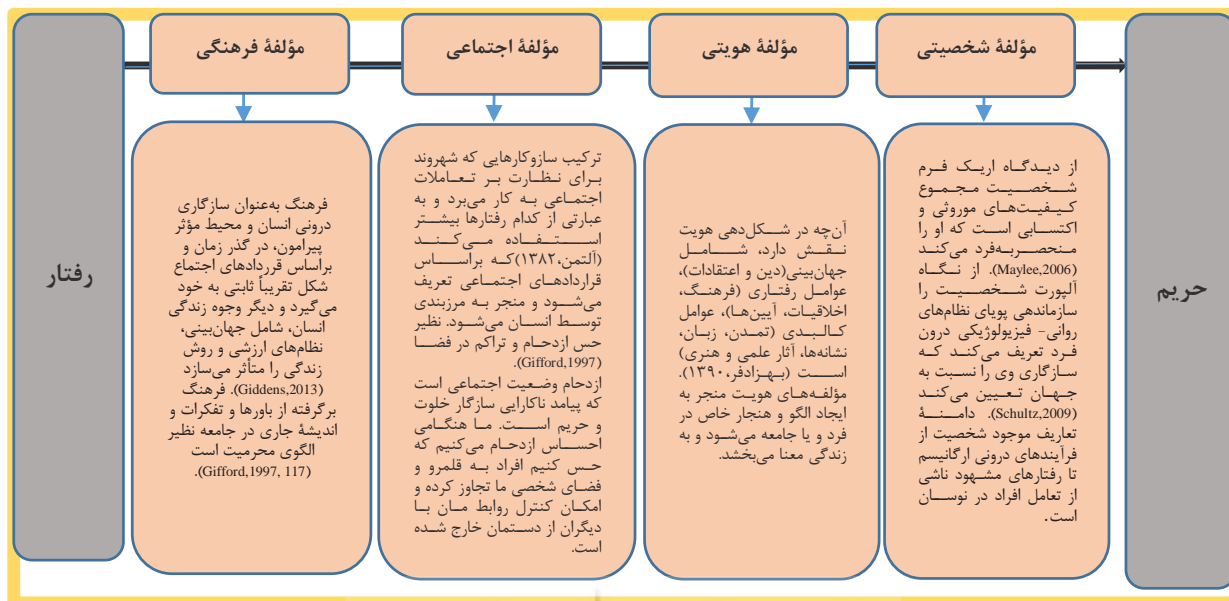 حریم
مؤلفهٔ شخصیتی
از دیدگاه اریک فرم
شخصیت مجموع
کیفیت‌های موروثی و
اکتسابی است که او را
منحصربه‌فرد می‌کند
(Maylee,2006). از نگاه
آلپورت شخصیت را
سازماندهی پویای نظام‌های
روانی- فیزیولوژیکی درون
فرد تعریف می‌کند که
سازگاری وی را نسبت به
جهان تعیین می‌کند
(Schultz,2009). دامنهٔ
تعاریف موجود شخصیت از
فرآیندهای درونی ارگانیسم
تا رفتارهای مشهود ناشی
از تعامل افراد در نوسان
است.
مؤلفهٔ هویتی
آن‌چه در شکل‌دهی هویت
نقش دارد، شامل
جهان‌بینی(دین و اعتقادات)،
عوامل رفتاری (فرهنگ،
اخلاقیات، آیین‌ها)، عوامل
کالبدی (تمدن، زبان،
نشانه‌ها، آثار علمی و هنری)
است (بهزادفر،۱۳۹۰).
مؤلفه‌های هویت منجر به
ایجاد الگو و هنجار خاص در
فرد و یا جامعه می‌شود و به
زندگی معنا می‌بخشد.
مؤلفهٔ اجتماعی
ترکیب سازوکارهایی که شهروند
برای نظارت بر تعاملات
اجتماعی به کار می‌برد و به
عبارتی از کدام رفتارها بیشتر
استفاده می‌کند
(آلتمن،۱۳۸۲)که براساس
قراردادهای اجتماعی تعریف
می‌شود و منجر به مرزبندی
توسط انسان می‌شود. نظیر
حس ازدحام و تراکم در فضا
(Gifford,1997).
ازدحام وضعیت اجتماعی است
که پیامد ناکارایی سازگار خلوت
و حریم است. ما هنگامی
احساس ازدحام می‌کنیم که
حس کنیم افراد به قلمرو و
فضای شخصی ما تجاوز کرده و
امکان کنترل روابط مان با
دیگران از دستمان خارج شده
است.
مؤلفهٔ فرهنگی
فرهنگ به‌عنوان سازگاری
درونی انسان و محیط مؤثر
پیرامون، در گذر زمان و
براساس قرردادهای اجتماع
شکل تقریباً ثابتی به خود
می‌گیرد و دیگر وجوه زندگی
انسان، شامل جهان‌بینی،
نظام‌های ارزشی و روش
زندگی را متأثر می‌سازد
(Giddens,2013). فرهنگ
برگرفته از باورها و تفکرات و
اندیشهٔ جاری در جامعه نظیر
الگوی محرمیت است
(Gifford,1997, 117).
رفتار